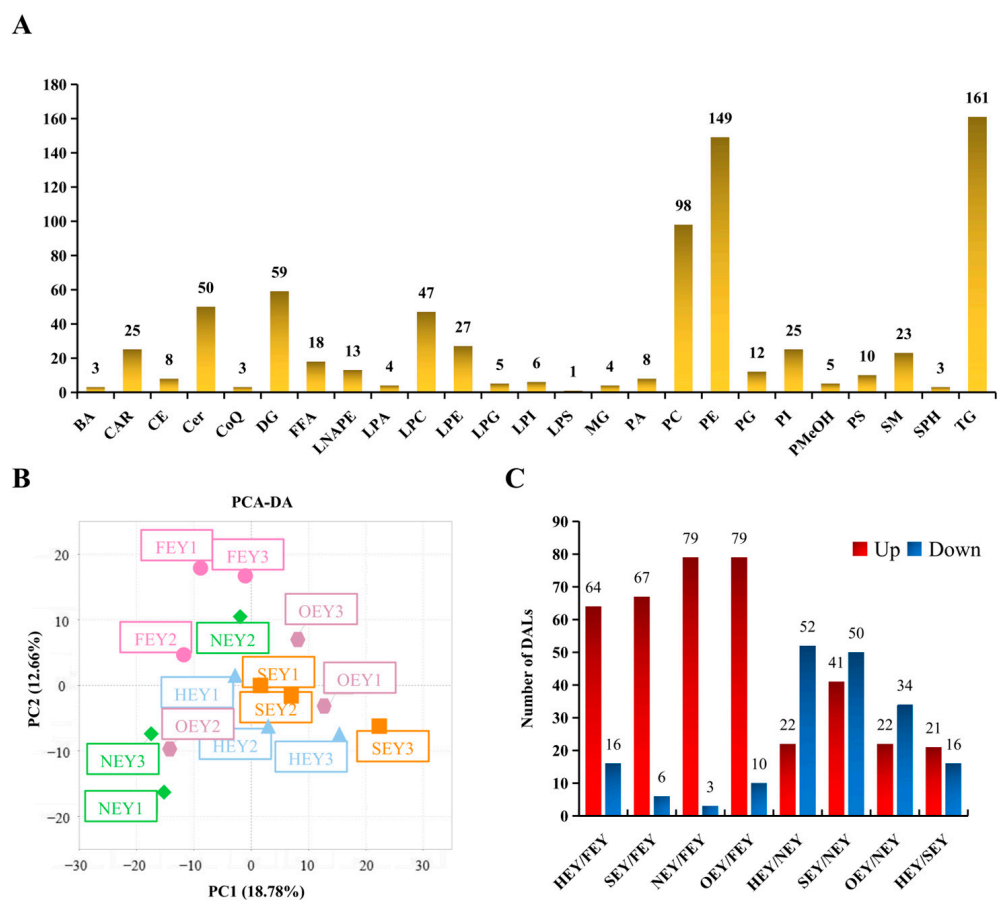 A
180
160
140
120
100
80
60
40
20
0
3
25
8
50
3
59
18
13
4
47
27
5
6
1
4
8
98
149
12
25
5
10
23
3
161
BA
CAR
CE
Cer
CoQ
DG
FFA
LNAPE
LPA
LPC
LPE
LPG
LPI
LPS
MG
PA
PC
PE
PG
PI
PMeOH
PS
SM
SPH
TG
B
PCA-DA
PC2 (12.66%)
20
10
0
−10
−20
FEY1
FEY3
OEY3
FEY2
NEY2
SEY1
HEY1
OEY1
SEY2
OEY2
HEY2
SEY3
NEY3
HEY3
NEY1
−30
−20
−10
0
10
20
30
PC1 (18.78%)
C
Number of DALs
90
80
70
60
50
40
30
20
10
0
Up
Down
64
16
67
6
79
3
79
10
22
52
41
50
22
34
21
16
HEY/FEY
SEY/FEY
NEY/FEY
OEY/FEY
HEY/NEY
SEY/NEY
OEY/NEY
HEY/SEY